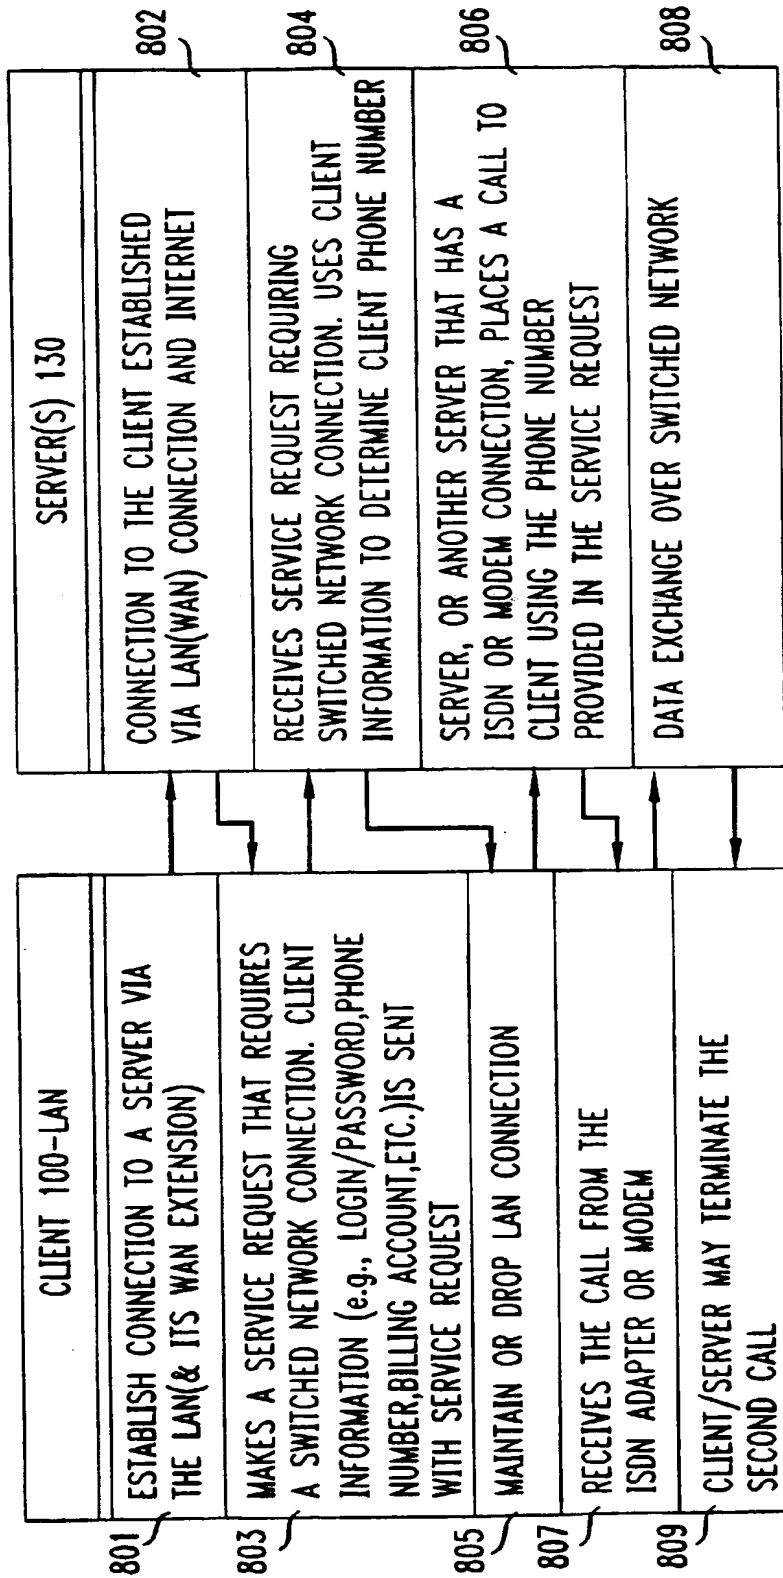 CLIENT 100-LAN
801
ESTABLISH CONNECTION TO A SERVER VIA
THE LAN(& ITS WAN EXTENSION)
803
MAKES A SERVICE REQUEST THAT REQUIRES
A SWITCHED NETWORK CONNECTION. CLIENT
INFORMATION (e.g., LOGIN/PASSWORD,PHONE
NUMBER,BILLING ACCOUNT,ETC.)IS SENT
WITH SERVICE REQUEST
805
MAINTAIN OR DROP LAN CONNECTION
807
RECEIVES THE CALL FROM THE
ISDN ADAPTER OR MODEM
809
CLIENT/SERVER MAY TERMINATE THE
SECOND CALL
SERVER(S) 130
CONNECTION TO THE CLIENT ESTABLISHED
VIA LAN(WAN) CONNECTION AND INTERNET
802
RECEIVES SERVICE REQUEST REQUIRING
SWITCHED NETWORK CONNECTION. USES CLIENT
INFORMATION TO DETERMINE CLIENT PHONE NUMBER
804
SERVER, OR ANOTHER SERVER THAT HAS A
ISDN OR MODEM CONNECTION, PLACES A CALL TO
CLIENT USING THE PHONE NUMBER
PROVIDED IN THE SERVICE REQUEST
806
DATA EXCHANGE OVER SWITCHED NETWORK
808